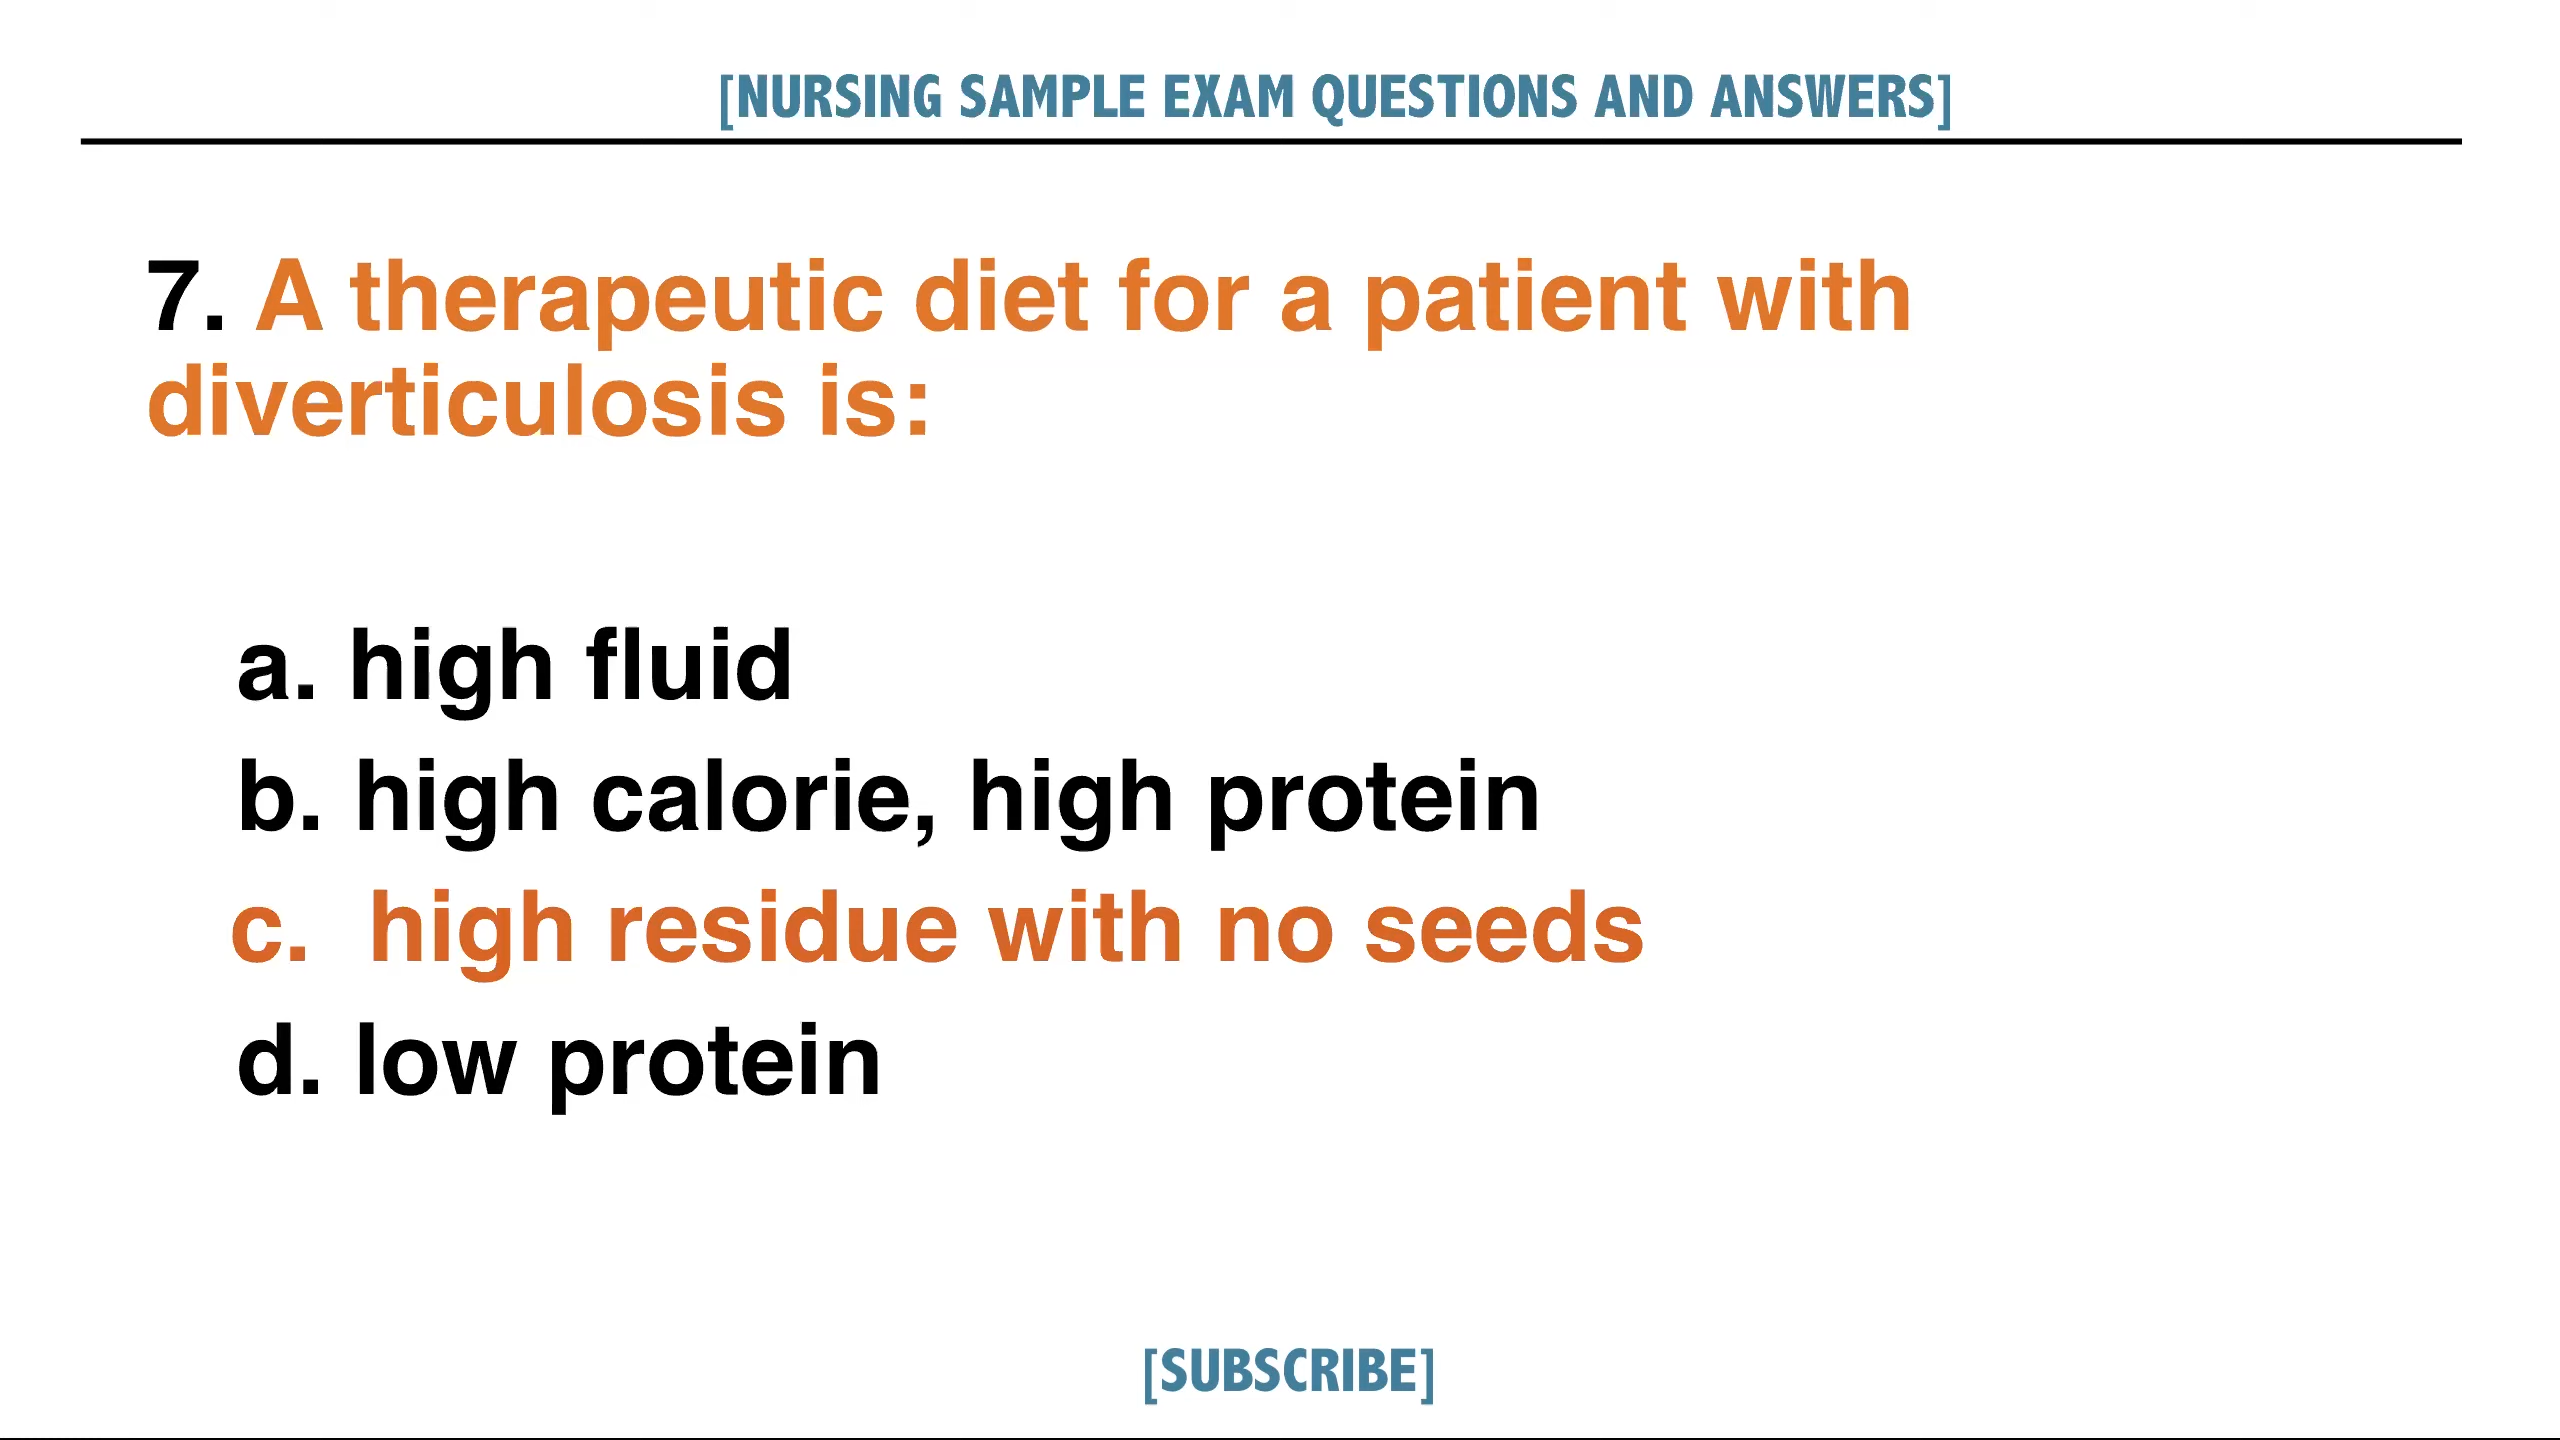 [NURSING SAMPLE EXAM QUESTIONS AND ANSWERS]
7. A therapeutic diet for a patient with
diverticulosis is:
a. high fluid
b. high calorie, high protein
c. high residue with no seeds
d. low protein
[SUBSCRIBE]